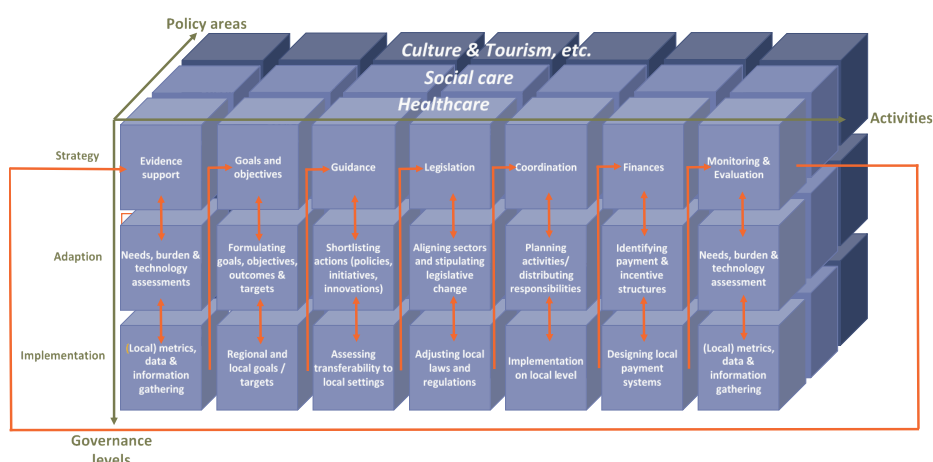 Policy areas
Culture & Tourism, etc.
Social care
Healthcare
Activities
Strategy
Evidence
support
Goals and
objectives
Guidance
Legislation
Coordination
Finances
Monitoring &
Evaluation
Adaption
Needs, burden &
technology
assessments
Formulating
goals, objectives,
outcomes &
targets
Shortlisting
actions (policies,
initiatives,
innovations)
Aligning sectors
and stipulating
legislative
change
Planning
activities/
distributing
responsibilities
Identifying
payment &
incentive
structures
Needs, burden &
technology
assessment
Implementation
(Local) metrics,
data &
information
gathering
Regional and
local goals /
targets
Assessing
transferability to
local settings
Adjusting local
laws and
regulations
Implementation
on local level
Designing local
payment
systems
(Local) metrics,
data &
information
gathering
Governance
levels